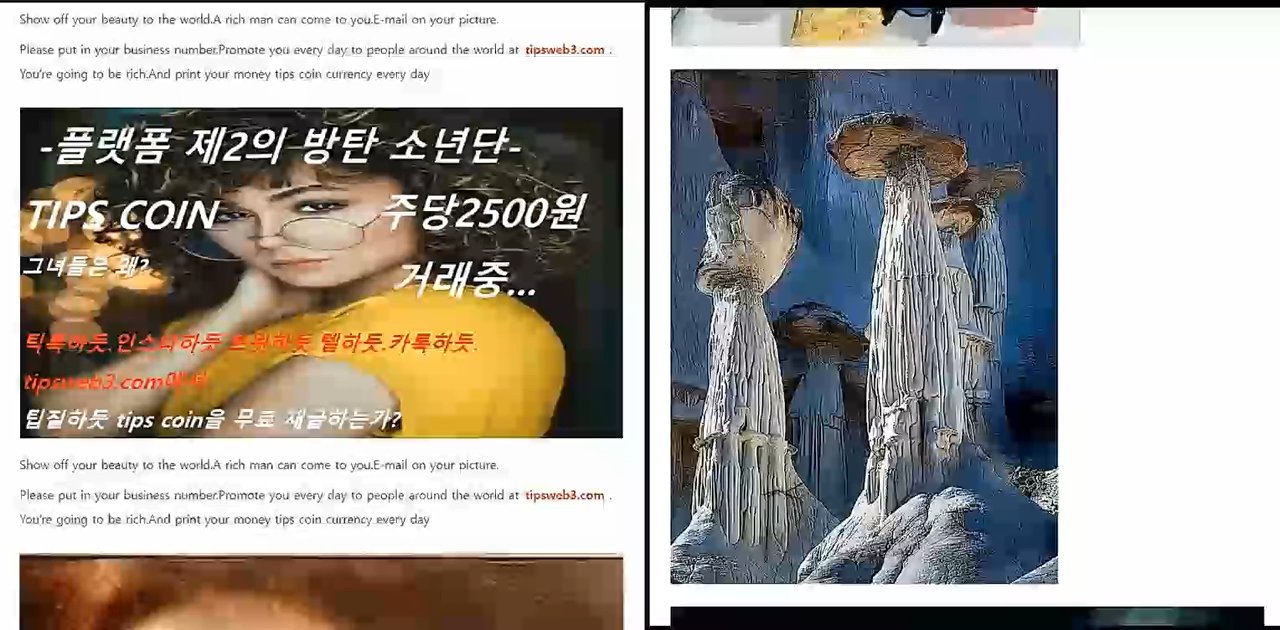 Show off your beauty to the world.A rich man can come to you.E-mail on your picture.
Please put in your business number.Promote you every day to people around the world at tipsweb3.com .
You're going to be rich.And print your money tips coin currency every day
-플랫폼 제2의 방탄 소년단-
TIPS COIN 주당2500원
그녀들은 왜?
거래중...
틱톡하듯.인스타하듯 트위하듯 텔하듯.카톡하듯.
tipsweb3.com에서
팁질하듯 tips coin을 무료 채굴하는가?
Show off your beauty to the world.A rich man can come to you.E-mail on your picture.
Please put in your business number.Promote you every day to people around the world at tipsweb3.com .
You're going to be rich.And print your money tips coin currency every day